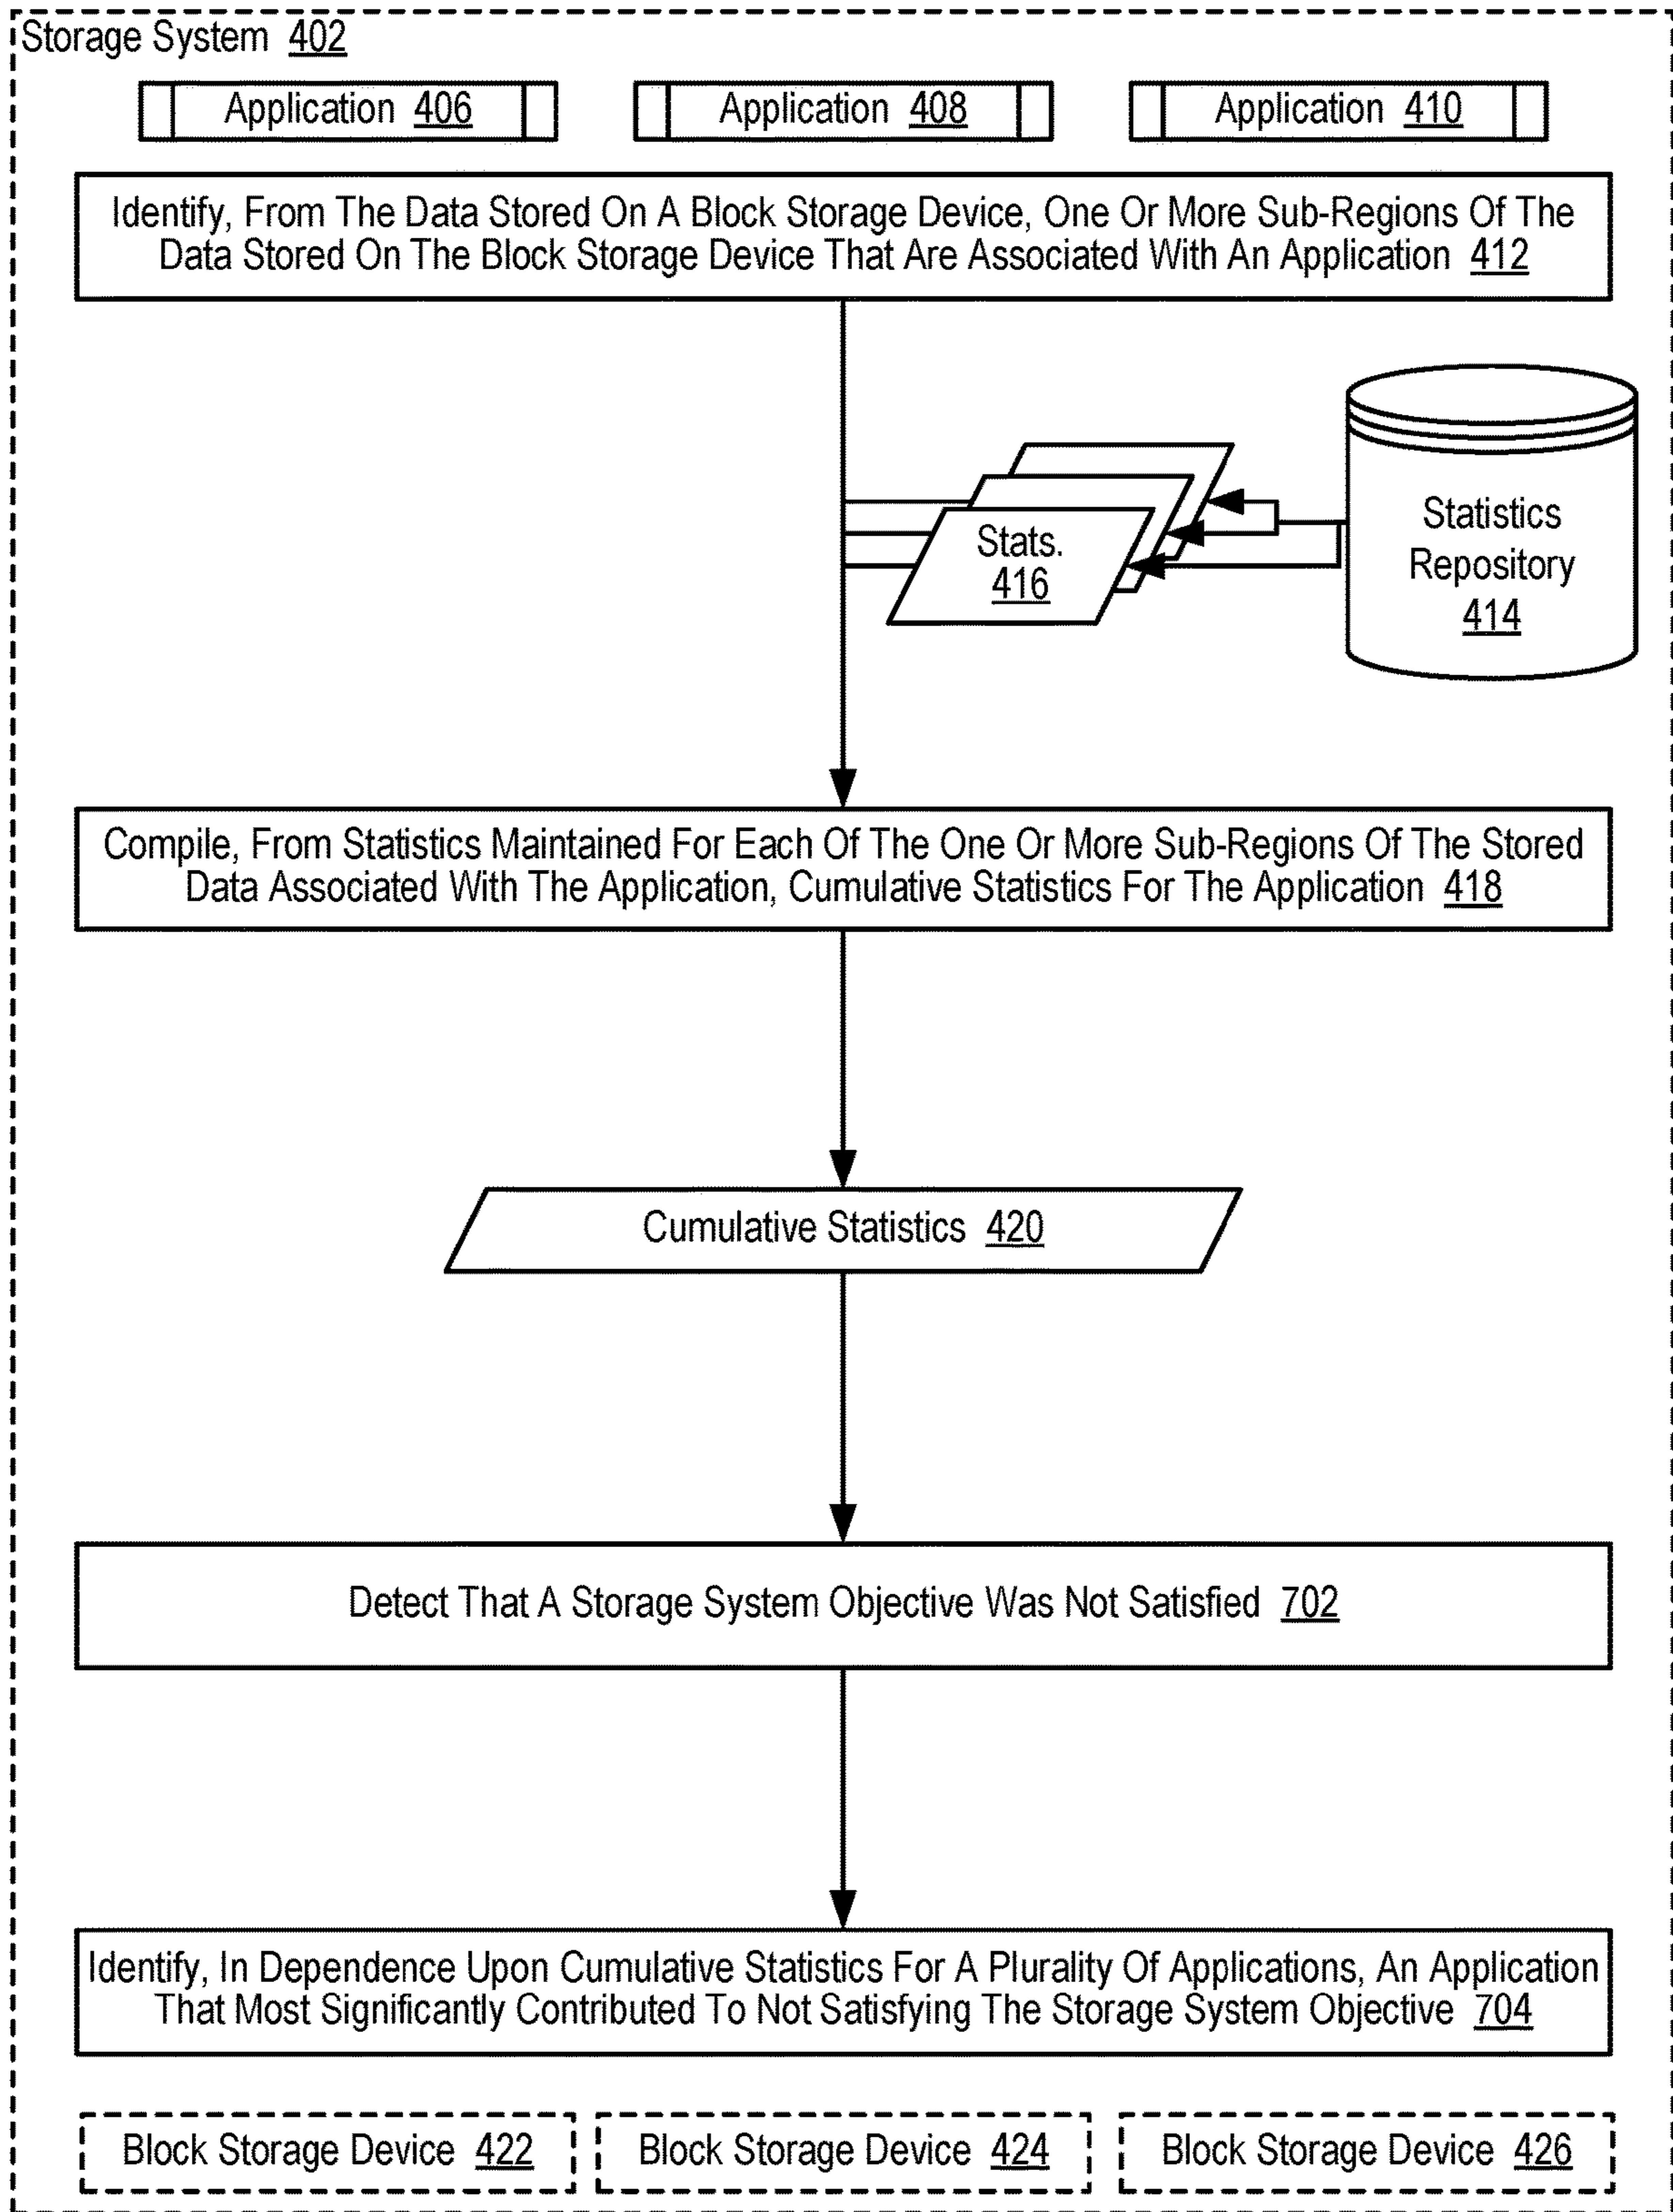 Storage System 402
Application 406
Application 408
Application 410
Identify, From The Data Stored On A Block Storage Device, One Or More Sub-Regions Of The
Data Stored On The Block Storage Device That Are Associated With An Application 412
Stats.
416
Statistics
Repository
414
Compile, From Statistics Maintained For Each Of The One Or More Sub-Regions Of The Stored
Data Associated With The Application, Cumulative Statistics For The Application 418
Cumulative Statistics 420
Detect That A Storage System Objective Was Not Satisfied 702
Identify, In Dependence Upon Cumulative Statistics For A Plurality Of Applications, An Application
That Most Significantly Contributed To Not Satisfying The Storage System Objective 704
Block Storage Device 422
Block Storage Device 424
Block Storage Device 426